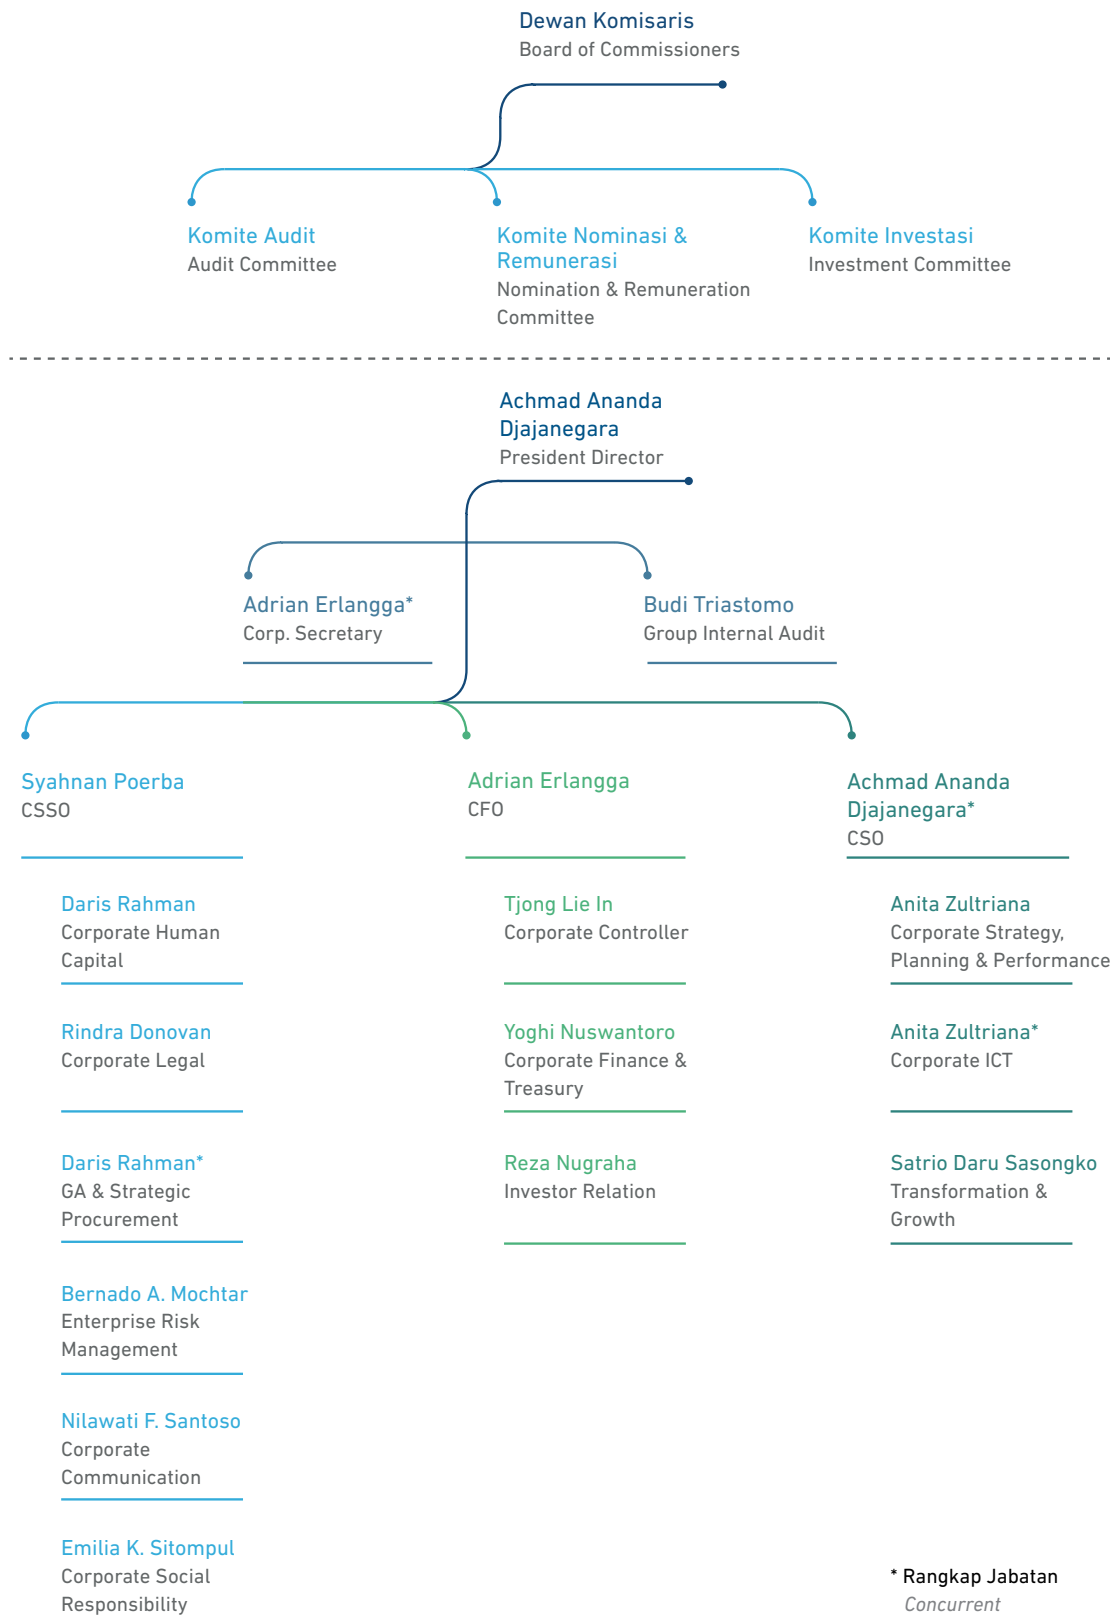 Dewan Komisaris
Board of Commissioners
Komite Audit
Audit Committee
Komite Nominasi &
Remunerasi
Nomination & Remuneration
Committee
Komite Investasi
Investment Committee
Achmad Ananda
Djajanegara
President Director
Adrian Erlangga*
Corp. Secretary
Budi Triastomo
Group Internal Audit
Syahnan Poerba
CSSO
Daris Rahman
Corporate Human
Capital
Rindra Donovan
Corporate Legal
Daris Rahman*
GA & Strategic
Procurement
Bernado A. Mochtar
Enterprise Risk
Management
Nilawati F. Santoso
Corporate
Communication
Emilia K. Sitompul
Corporate Social
Responsibility
Adrian Erlangga
CFO
Tjong Lie In
Corporate Controller
Yoghi Nuswantoro
Corporate Finance &
Treasury
Reza Nugraha
Investor Relation
Achmad Ananda
Djajanegara*
CSO
Anita Zultriana
Corporate Strategy,
Planning & Performance
Anita Zultriana*
Corporate ICT
Satrio Daru Sasongko
Transformation &
Growth
* Rangkap Jabatan
Concurrent